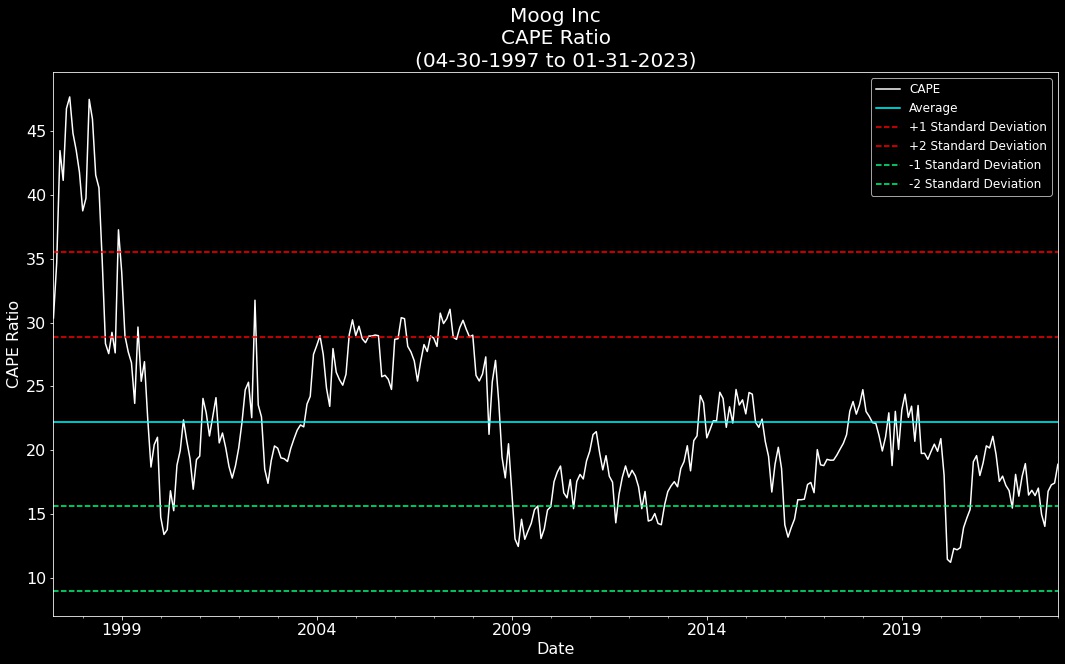 Moog Inc
CAPE Ratio
(04-30-1997 to 01-31-2023)
CAPE
Average
+1 Standard Deviation
+2 Standard Deviation
-1 Standard Deviation
-2 Standard Deviation
CAPE Ratio
45
40
35
30
25
20
15
10
1999
2004
2009
2014
2019
Date